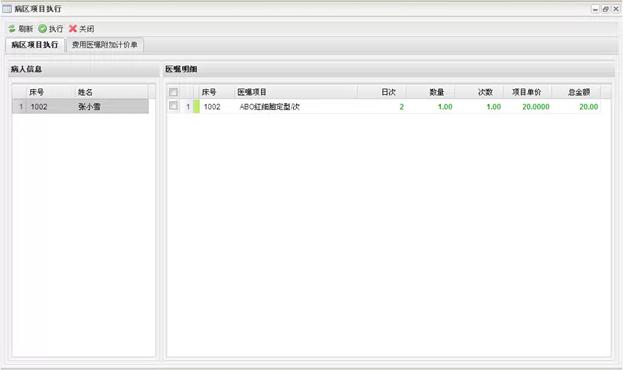 病区项目执行
刷新 执行 关闭
病区项目执行 费用医嘱附加计价单
病人信息 医嘱明细
床号 姓名 床号 医嘱项目 日次 数量 次数 项目单价 总金额
1 1002 张小雪 1 1002 ABO红细胞定型/次 2 1.00 1.00 20.0000 20.00